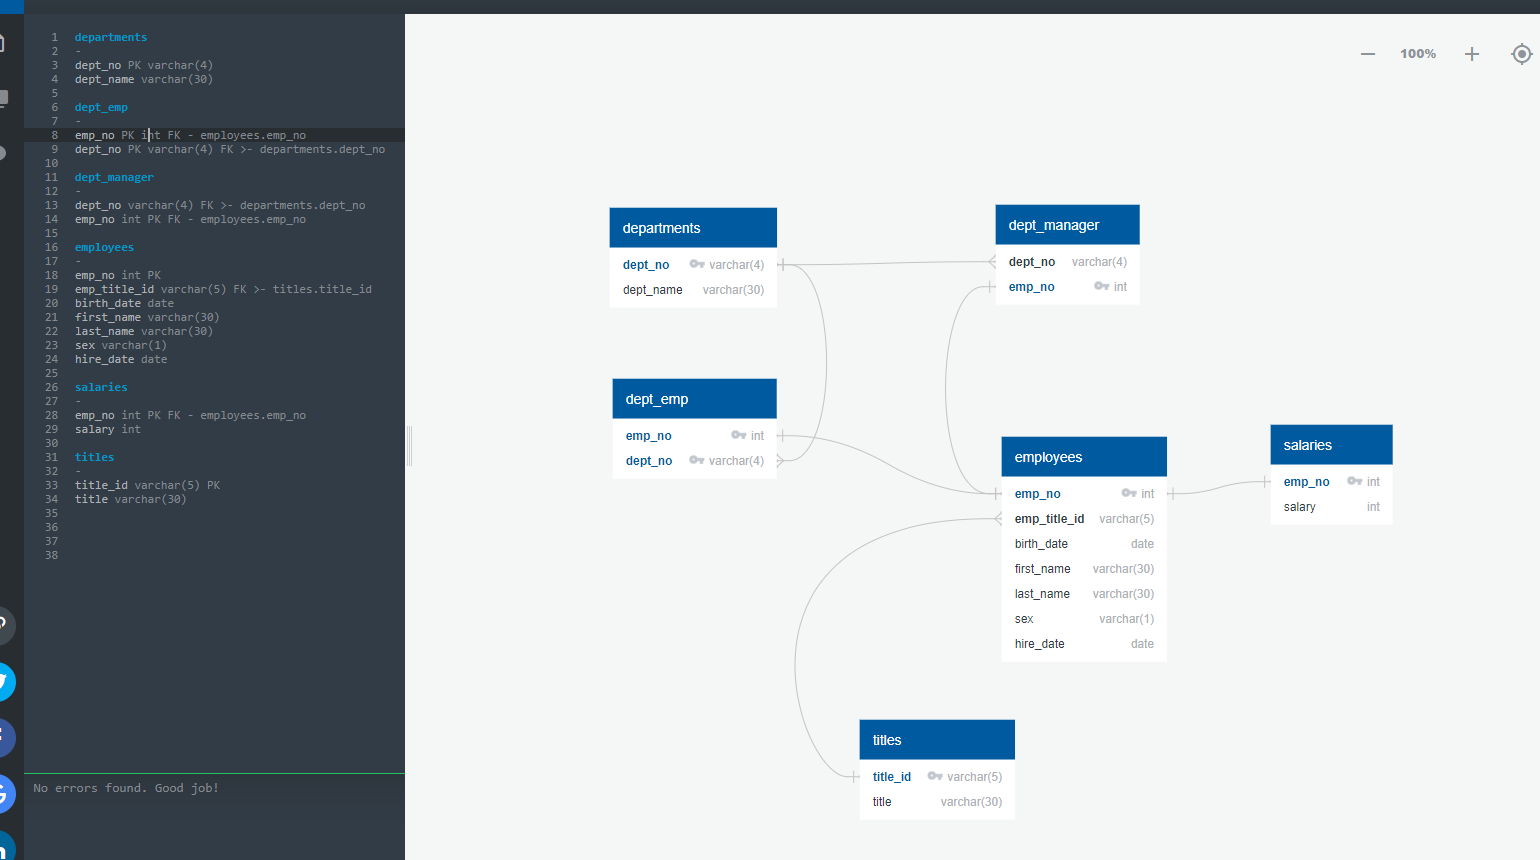 1 departments
2 -
3 dept_no PK varchar(4)
4 dept_name varchar(30)
5
6 dept_emp
7 -
8 emp_no PK int FK - employees.emp_no
9 dept_no PK varchar(4) FK >- departments.dept_no
10
11 dept_manager
12 -
13 dept_no varchar(4) FK >- departments.dept_no
14 emp_no int PK FK - employees.emp_no
15
16 employees
17 -
18 emp_no int PK
19 emp_title_id varchar(5) FK >- titles.title_id
20 birth_date date
21 first_name varchar(30)
22 last_name varchar(30)
23 sex varchar(1)
24 hire_date date
25
26 salaries
27 -
28 emp_no int PK FK - employees.emp_no
29 salary int
30
31 titles
32 -
33 title_id varchar(5) PK
34 title varchar(30)
35
36
37
38
No errors found. Good job!
100%
departments
dept_no varchar(4)
dept_name varchar(30)
dept_manager
dept_no varchar(4)
emp_no int
dept_emp
emp_no int
dept_no varchar(4)
employees
emp_no int
emp_title_id varchar(5)
birth_date date
first_name varchar(30)
last_name varchar(30)
sex varchar(1)
hire_date date
salaries
emp_no int
salary int
titles
title_id varchar(5)
title varchar(30)